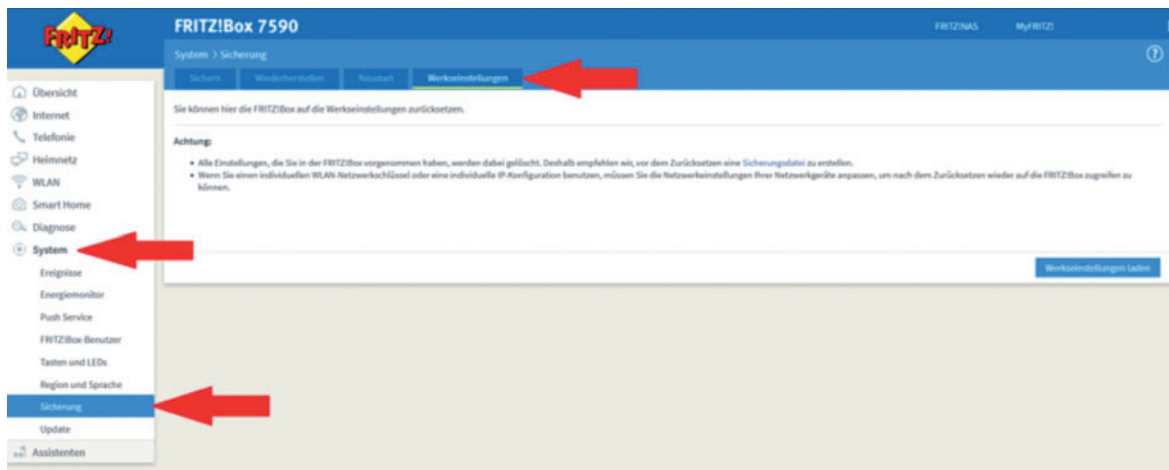 FRITZ!
FRITZ!Box 7590
FRITZ!NAS
MyFRITZ!
System > Sicherung
?
Sichern
Wiederherstellen
Neustart
Werkseinstellungen
Übersicht
Internet
Telefonie
Heimnetz
WLAN
Smart Home
Diagnose
System
Ereignisse
Energiemonitor
Push Service
FRITZ!Box-Benutzer
Tasten und LEDs
Region und Sprache
Sicherung
Update
Assistenten
Sie können hier die FRITZ!Box auf die Werkseinstellungen zurücksetzen.
Achtung:
• Alle Einstellungen, die Sie in der FRITZ!Box vorgenommen haben, werden dabei gelöscht. Deshalb empfehlen wir, vor dem Zurücksetzen eine Sicherungsdatei zu erstellen.
• Wenn Sie einen individuellen WLAN-Netzwerkschlüssel oder eine individuelle IP-Konfiguration benutzen, müssen Sie die Netzwerkeinstellungen Ihrer Netzwerkgeräte anpassen, um nach dem Zurücksetzen wieder auf die FRITZ!Box zugreifen zu
können.
Werkseinstellungen laden